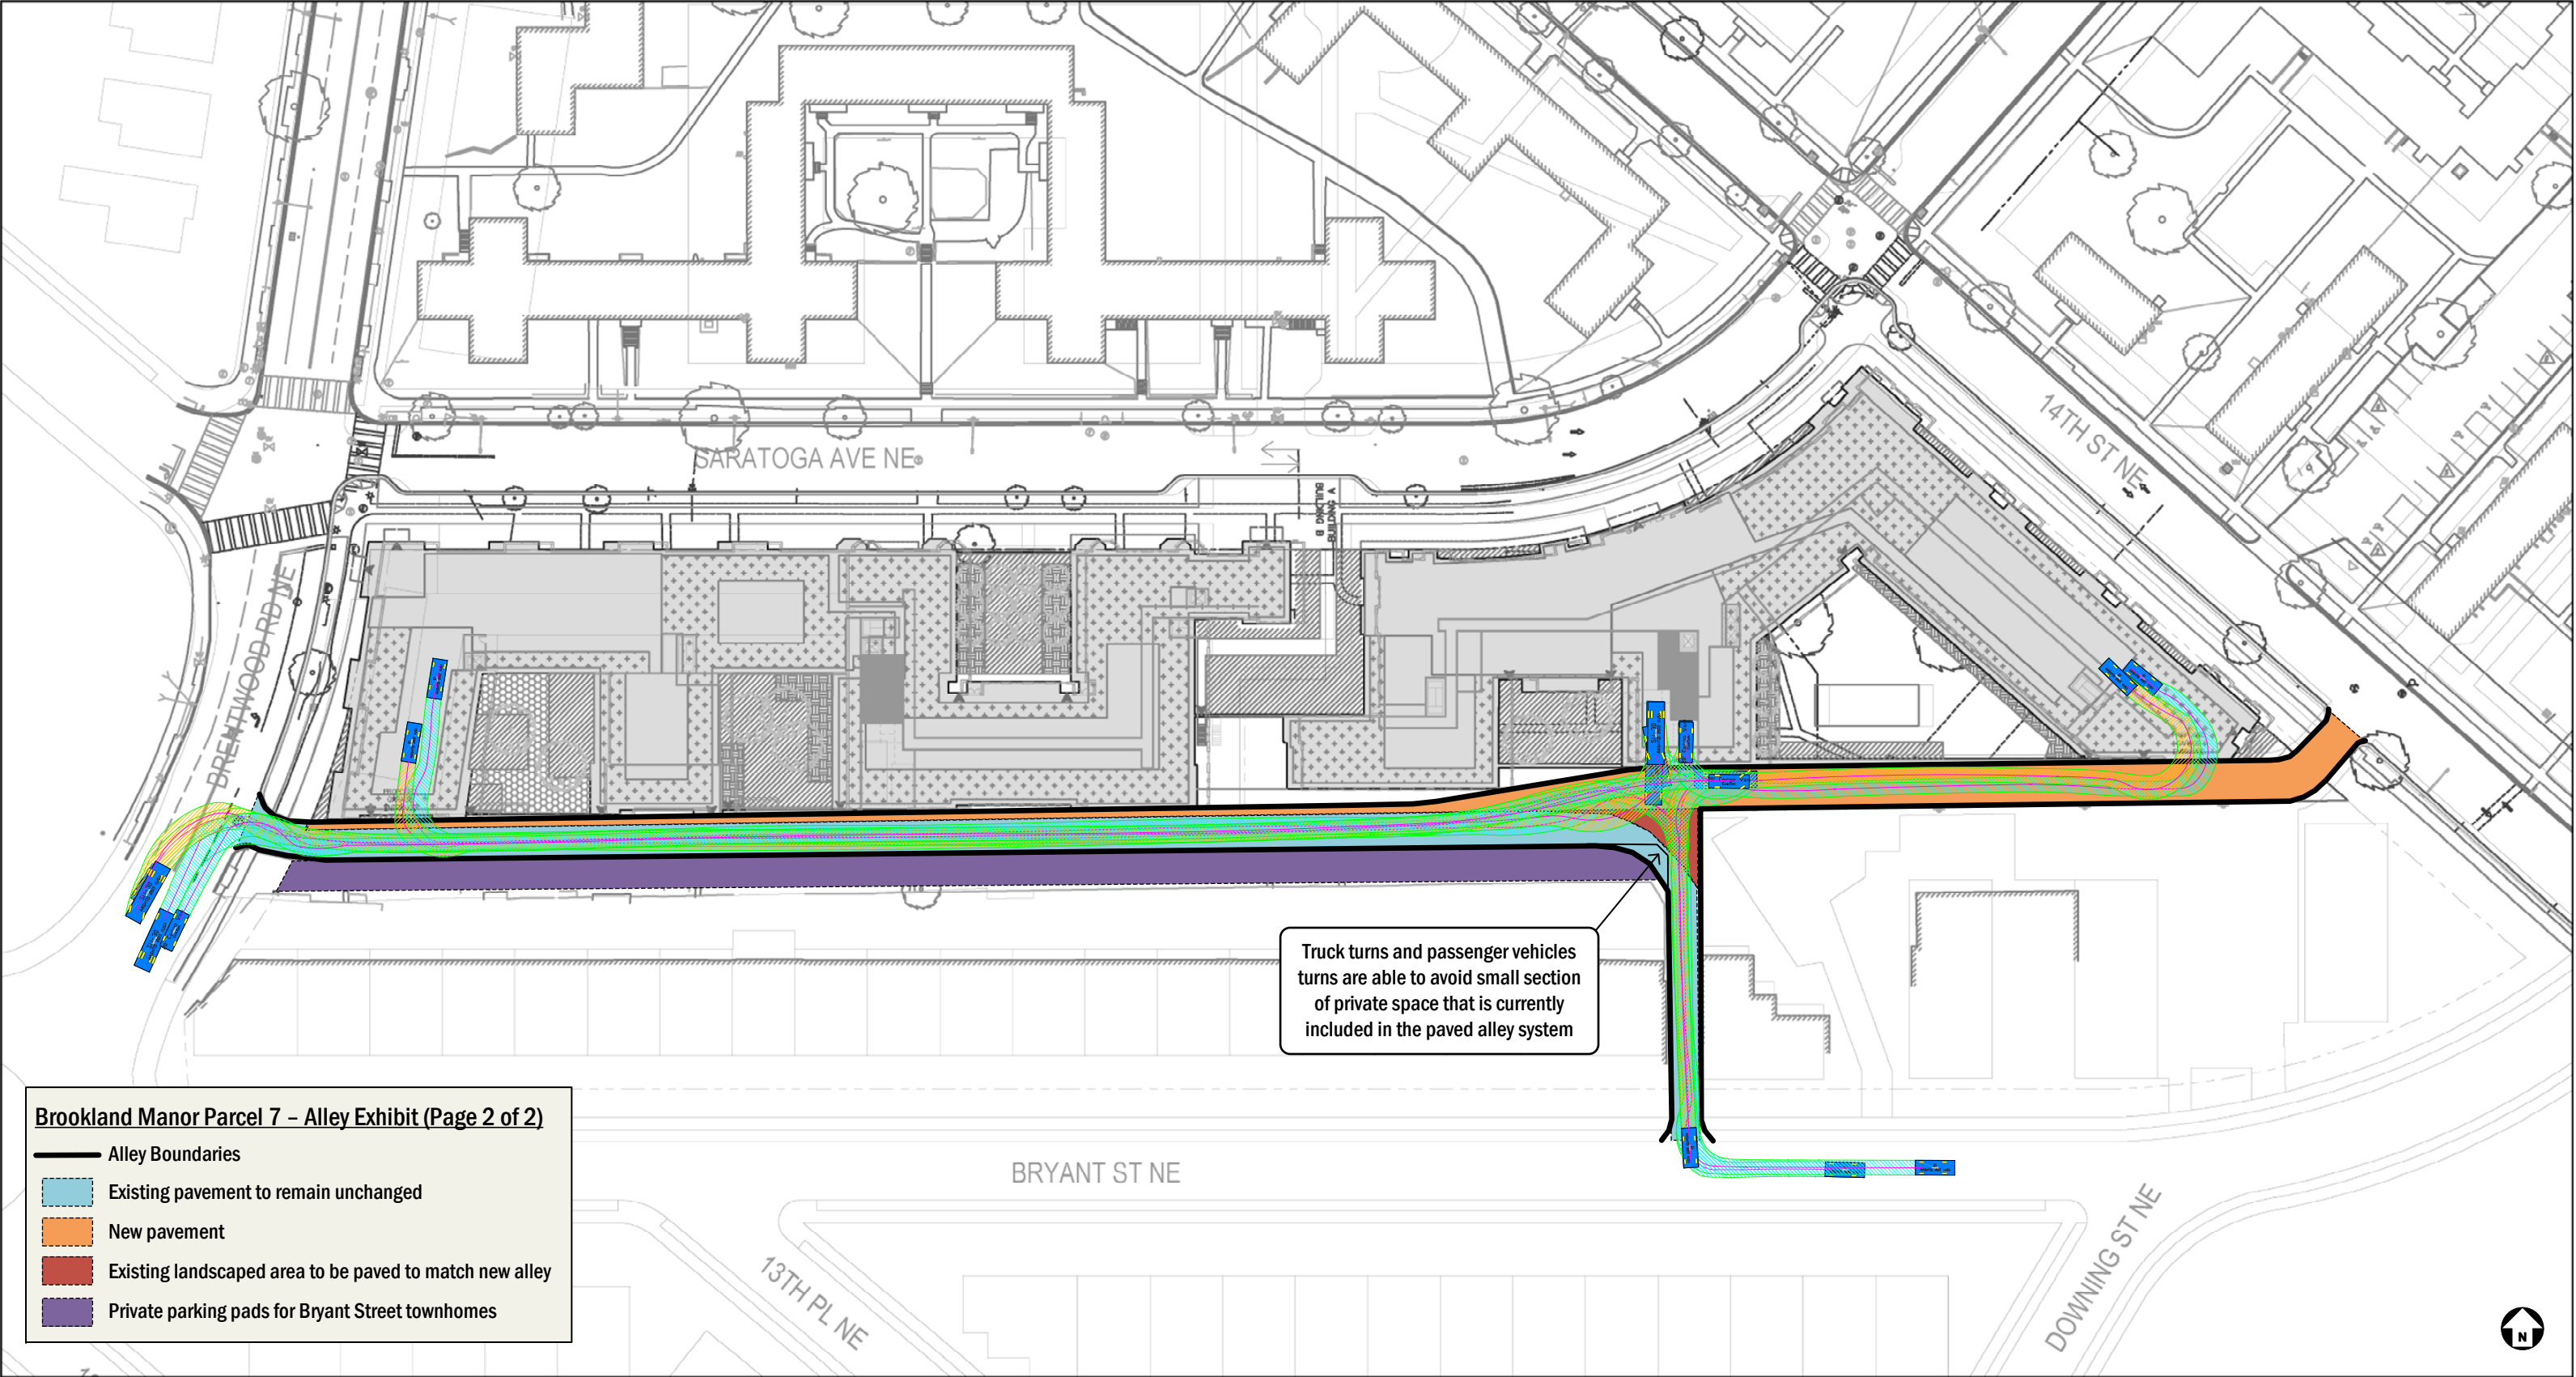 SARATOGA AVE NE
14TH ST NE
BUILDING B
BRENTWOOD RD NE
Truck turns and passenger vehicles
turns are able to avoid small section
of private space that is currently
included in the paved alley system
Brookland Manor Parcel 7 – Alley Exhibit (Page 2 of 2)
Alley Boundaries
Existing pavement to remain unchanged
New pavement
Existing landscaped area to be paved to match new alley
Private parking pads for Bryant Street townhomes
BRYANT ST NE
13TH PL NE
DOWNING ST NE
N